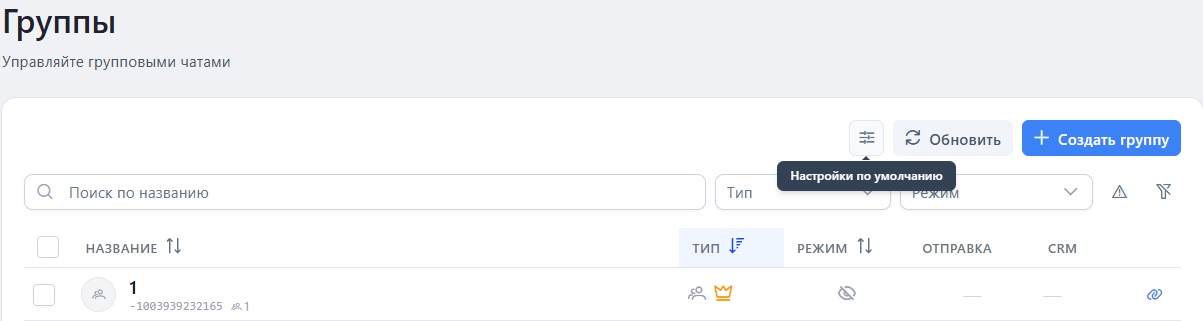 Группы
Управляйте групповыми чатами
Обновить
Создать группу
Настройки по умолчанию
Поиск по названию
Тип
Режим
НАЗВАНИЕ
ТИП
РЕЖИМ
ОТПРАВКА
CRM
1
-1003939232165 1